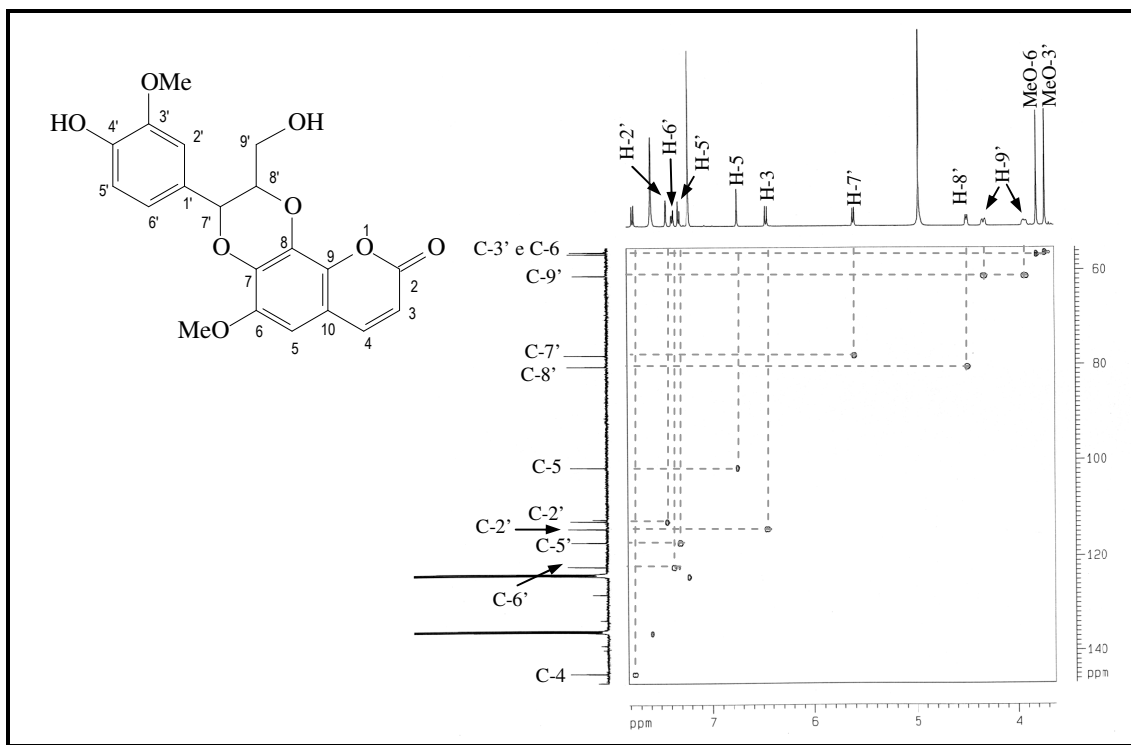 OMe
HO
3'
4'
2'
5'
6'
1'
OH
9'
8'
7'
O
O
8
9
O
1
O
7
2
6
10
3
MeO
5
4
H-2'
H-6'
H-5'
H-5
H-3
H-7'
H-8'
H-9'
MeO-6
MeO-3'
C-3' e C-6
C-9'
C-7'
C-8'
C-5
C-2'
C-2'
C-5'
C-6'
C-4
60
80
100
120
140
ppm
ppm 7 6 5 4